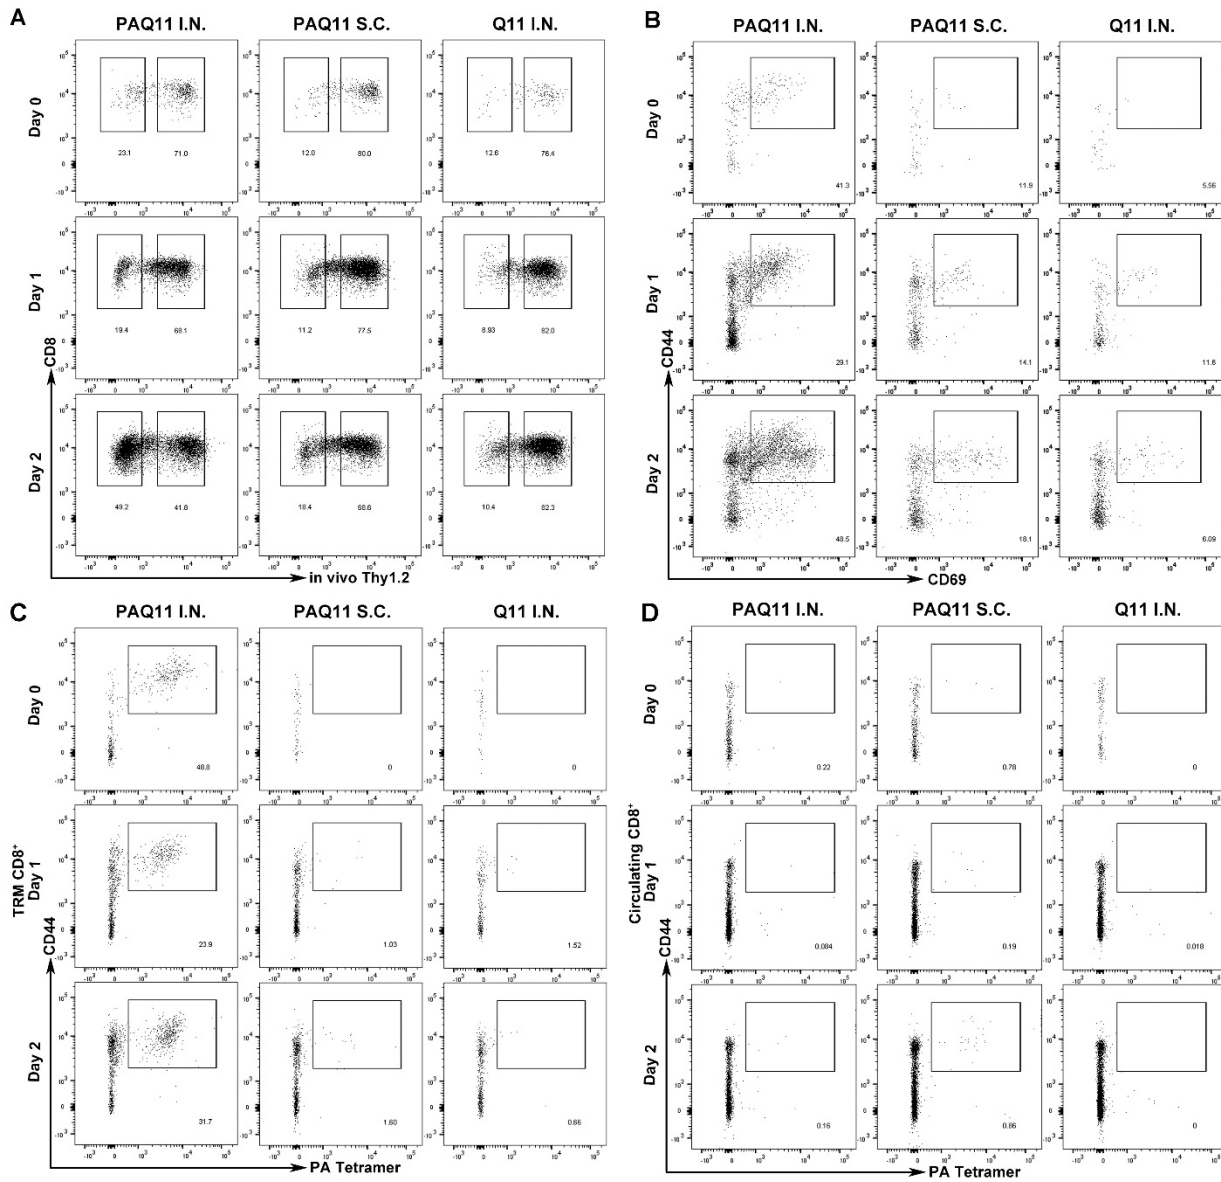 A
PAQ11 I.N.
PAQ11 S.C.
Q11 I.N.
Day 0
23.1
71.0
12.0
80.0
12.6
76.4
Day 1
19.4
68.1
11.2
77.5
8.93
82.0
Day 2
49.2
41.8
18.4
68.6
10.4
82.3
CD8
in vivo Thy1.2
B
PAQ11 I.N.
PAQ11 S.C.
Q11 I.N.
Day 0
41.3
11.9
5.56
Day 1
29.1
14.1
11.6
Day 2
48.5
18.1
6.09
CD44
CD69
C
PAQ11 I.N.
PAQ11 S.C.
Q11 I.N.
TRM CD8+
Day 0
48.8
0
0
Day 1
23.9
1.03
1.52
Day 2
31.7
1.60
0.66
CD44
PA Tetramer
D
PAQ11 I.N.
PAQ11 S.C.
Q11 I.N.
Circulating CD8+
Day 0
0.22
0.78
0
Day 1
0.084
0.19
0.018
Day 2
0.16
0.86
0
CD44
PA Tetramer